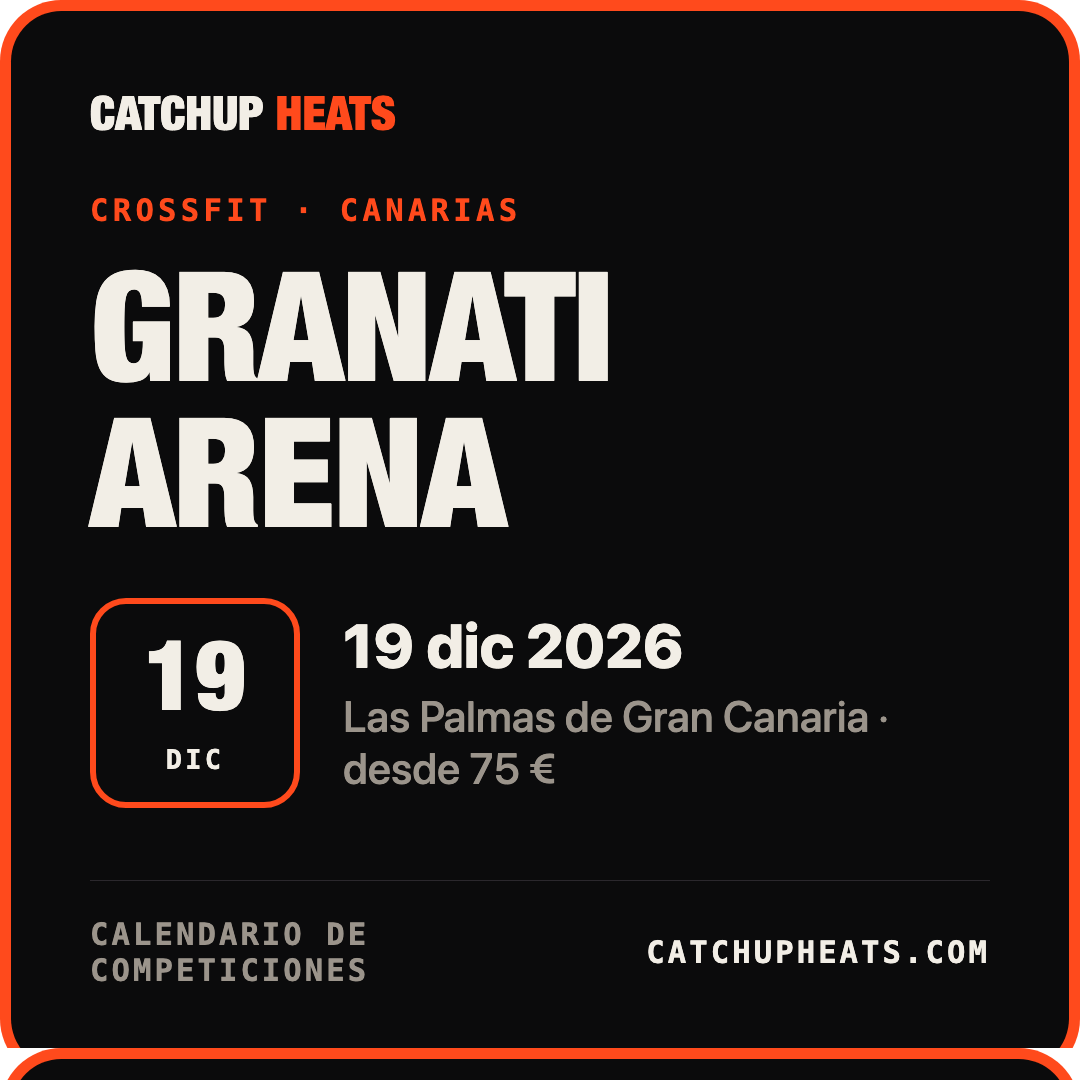 CATCHUP HEATS
CROSSFIT · CANARIAS
GRANATI
ARENA
19
DIC
19 dic 2026
Las Palmas de Gran Canaria ·
desde 75 €
CALENDARIO DE
COMPETICIONES
CATCHUPHEATS.COM